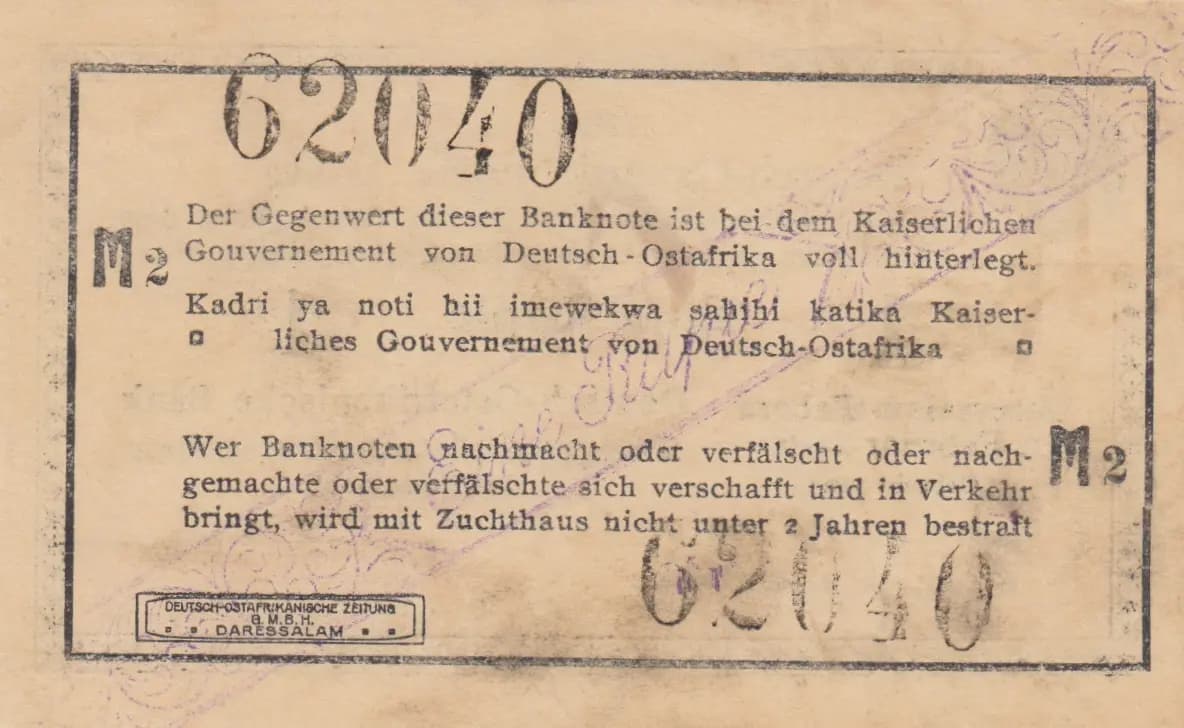 62040
Der Gegenwert dieser Banknote ist bei dem Kaiserlichen
M2 Gouvernement von Deutsch-Ostafrika voll hinterlegt.
Kadri ya noti hii imewekwa sahihi katika Kaiser-
liches Gouvernement von Deutsch-Ostafrika
Eine Rupie
Wer Banknoten nachmacht oder verfälscht oder nach-
M2
gemachte oder verfälschte sich verschafft und in Verkehr
bringt, wird mit Zuchthaus nicht unter 2 Jahren bestraft
62040
DEUTSCH-OSTAFRIKANISCHE ZEITUNG
G.M.B.H.
DARESSALAM